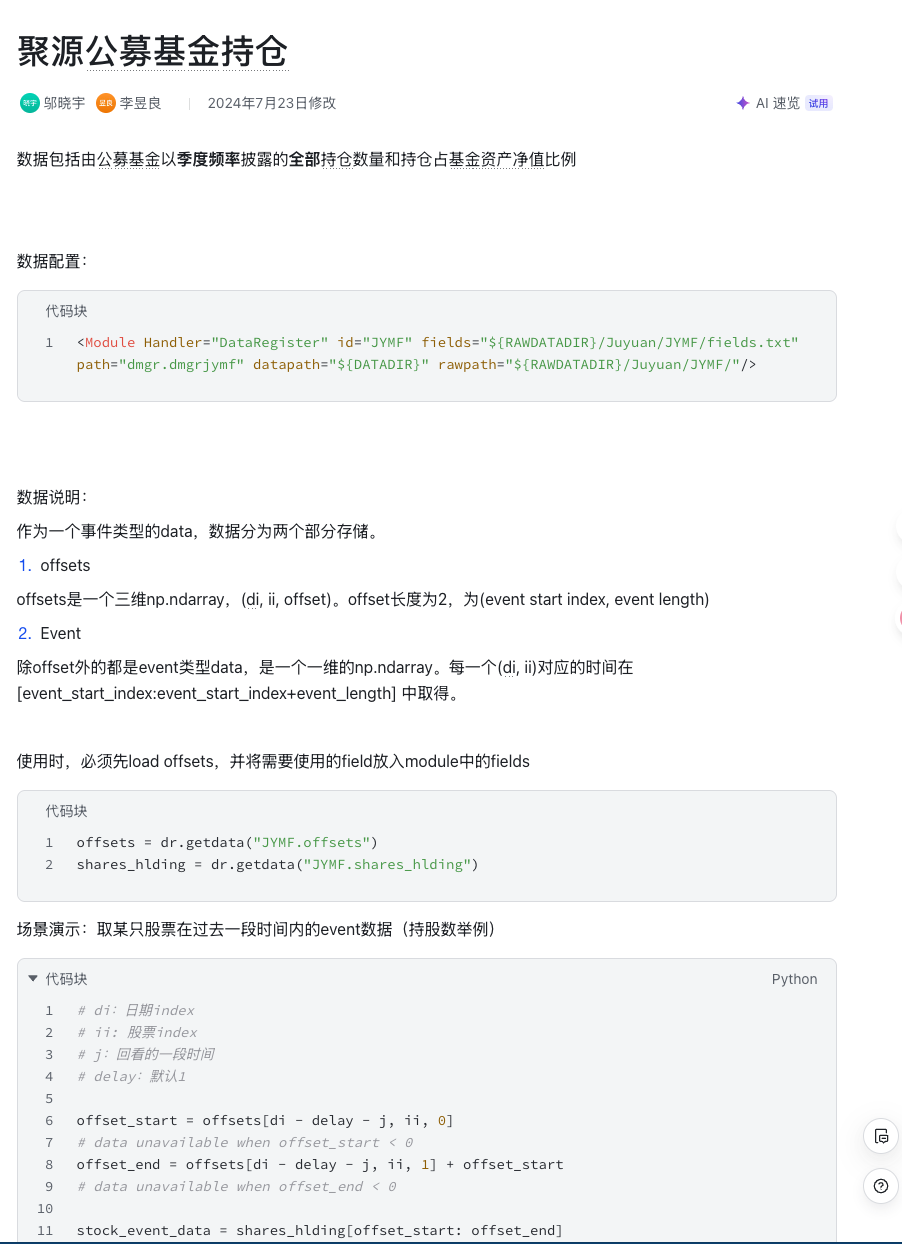 聚源公募基金持仓
晓宇 邬晓宇 昱良 李昱良 2024年7月23日修改 AI 速览 试用
数据包括由公募基金以季度频率披露的全部持仓数量和持仓占基金资产净值比例
数据配置：
代码块
1 <Module Handler="DataRegister" id="JYMF" fields="${RAWDATADIR}/Juyuan/JYMF/fields.txt"
path="dmgr.dmgrjymf" datapath="${DATADIR}" rawpath="${RAWDATADIR}/Juyuan/JYMF/"/>
数据说明：
作为一个事件类型的data，数据分为两个部分存储。
1. offsets
offsets是一个三维np.ndarray，(di, ii, offset)。offset长度为2，为(event start index, event length)
2. Event
除offset外的都是event类型data，是一个一维的np.ndarray。每一个(di, ii)对应的时间在
[event_start_index:event_start_index+event_length] 中取得。
使用时，必须先load offsets，并将需要使用的field放入module中的fields
代码块
1 offsets = dr.getdata("JYMF.offsets")
2 shares_hlding = dr.getdata("JYMF.shares_hlding")
场景演示：取某只股票在过去一段时间内的event数据（持股数举例）
代码块 Python
1 # di：日期index
2 # ii: 股票index
3 # j：回看的一段时间
4 # delay：默认1
5
6 offset_start = offsets[di - delay - j, ii, 0]
7 # data unavailable when offset_start < 0
8 offset_end = offsets[di - delay - j, ii, 1] + offset_start
9 # data unavailable when offset_end < 0
10
11 stock_event_data = shares_hlding[offset_start: offset_end]